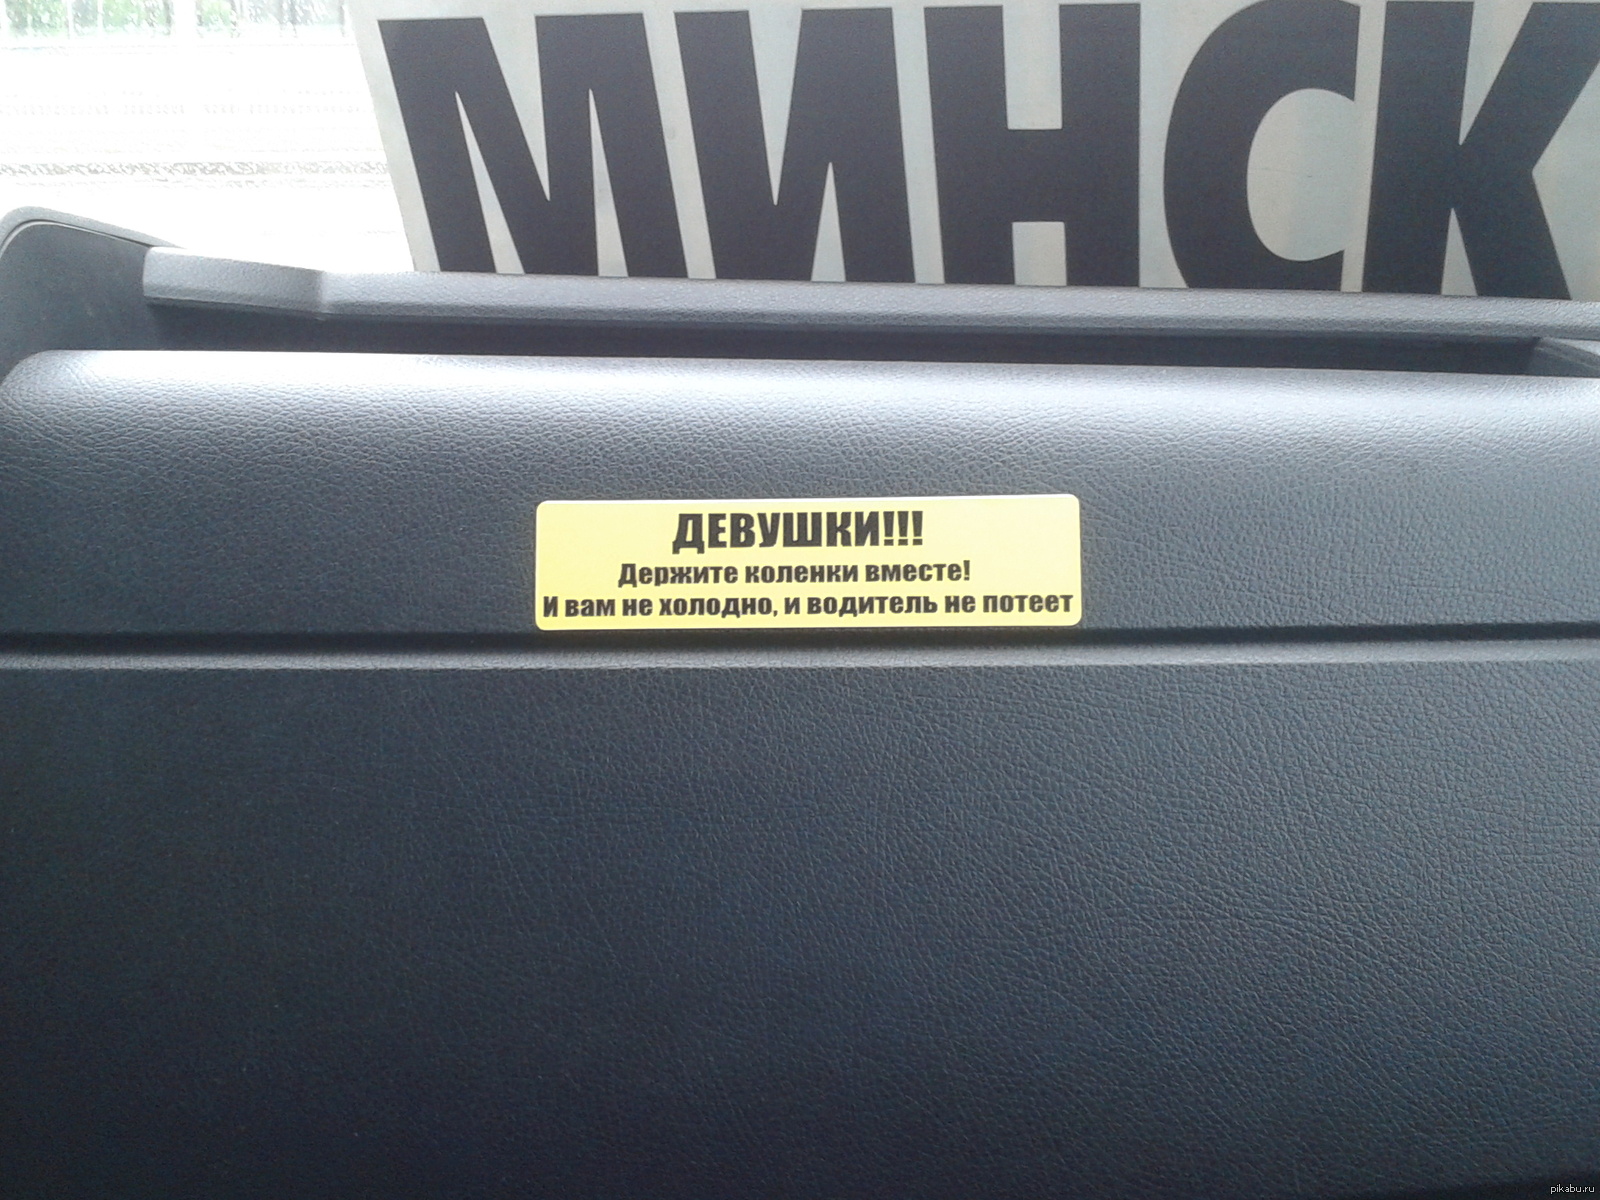 МИНСК
ДЕВУШКИ!!!
Держите коленки вместе!
И вам не холодно, и водитель не потеет
pikabu.ru